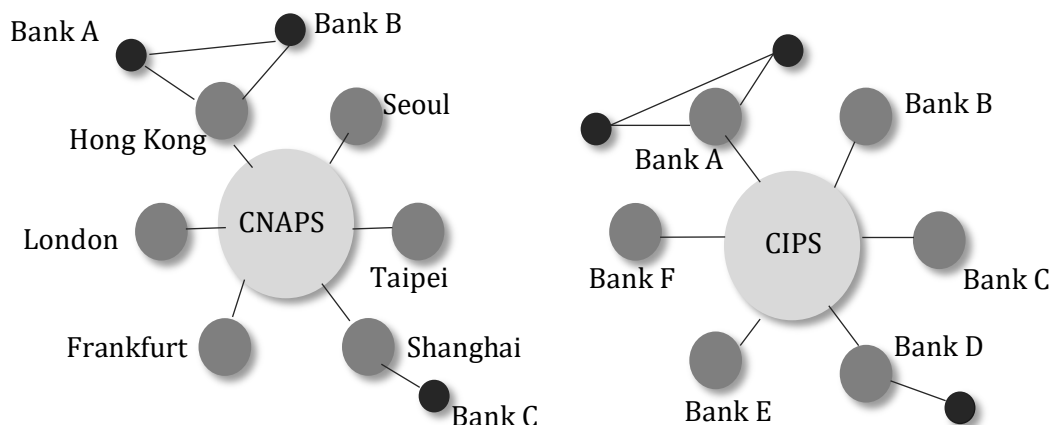 Bank A
Bank B
Hong Kong
Seoul
London
CNAPS
Taipei
Frankfurt
Shanghai
Bank C
Bank A
Bank B
Bank F
CIPS
Bank C
Bank E
Bank D